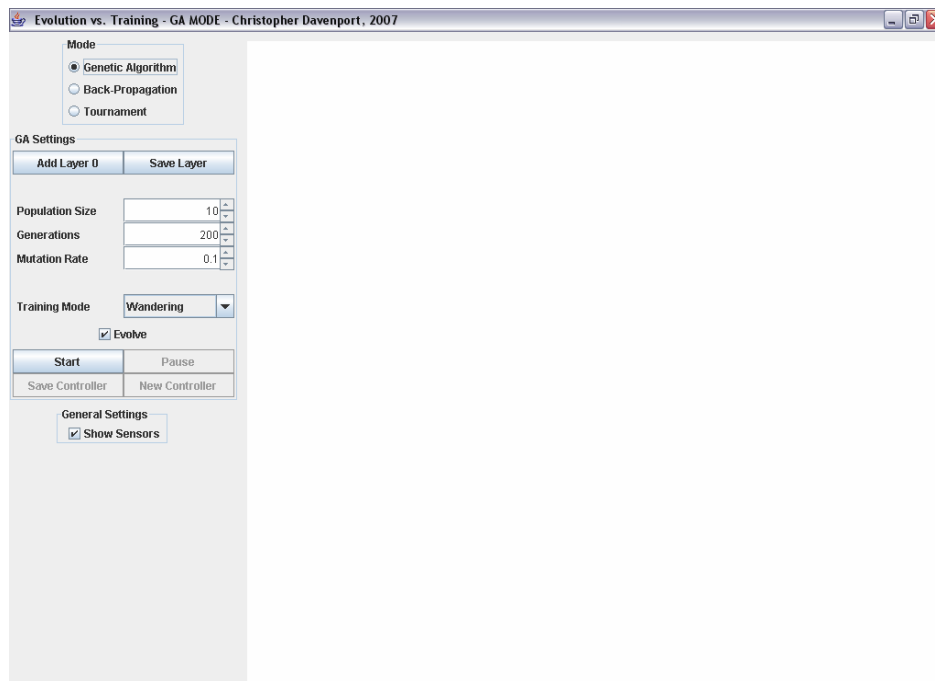 Evolution vs. Training - GA MODE - Christopher Davenport, 2007
Mode
Genetic Algorithm
Back-Propagation
Tournament
GA Settings
Add Layer 0 Save Layer
Population Size 10
Generations 200
Mutation Rate 0.1
Training Mode Wandering
Evolve
Start Pause
Save Controller New Controller
General Settings
Show Sensors